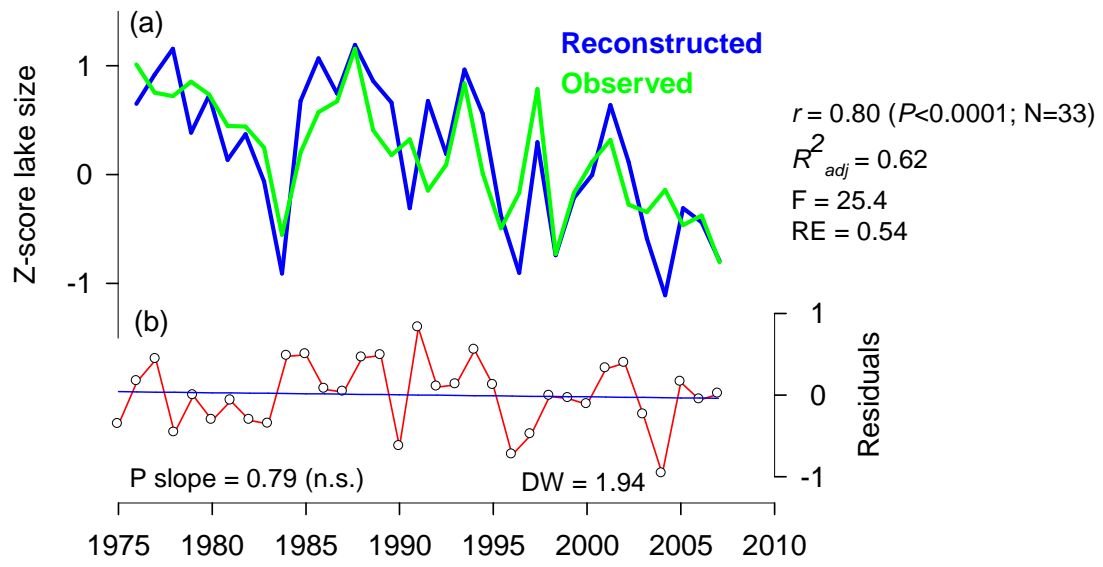 (a)
Reconstructed
Observed
Z-score lake size
1
0
-1
r = 0.80 (P<0.0001; N=33)
R²adj = 0.62
F = 25.4
RE = 0.54
(b)
1
0
-1
Residuals
P slope = 0.79 (n.s.)
DW = 1.94
1975 1980 1985 1990 1995 2000 2005 2010